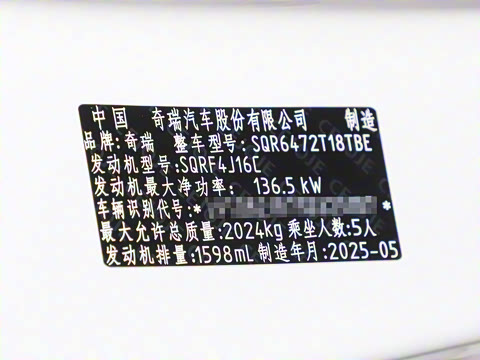 中国 奇瑞汽车股份有限公司 制造
品牌:奇瑞 整车型号:SQR6472T18TBE
发动机型号:SQRF4J16C
发动机最大净功率: 136.5 kW
车辆识别代号:* *
最大允许总质量:2024kg 乘坐人数:5人
发动机排量:1598mL 制造年月:2025-05